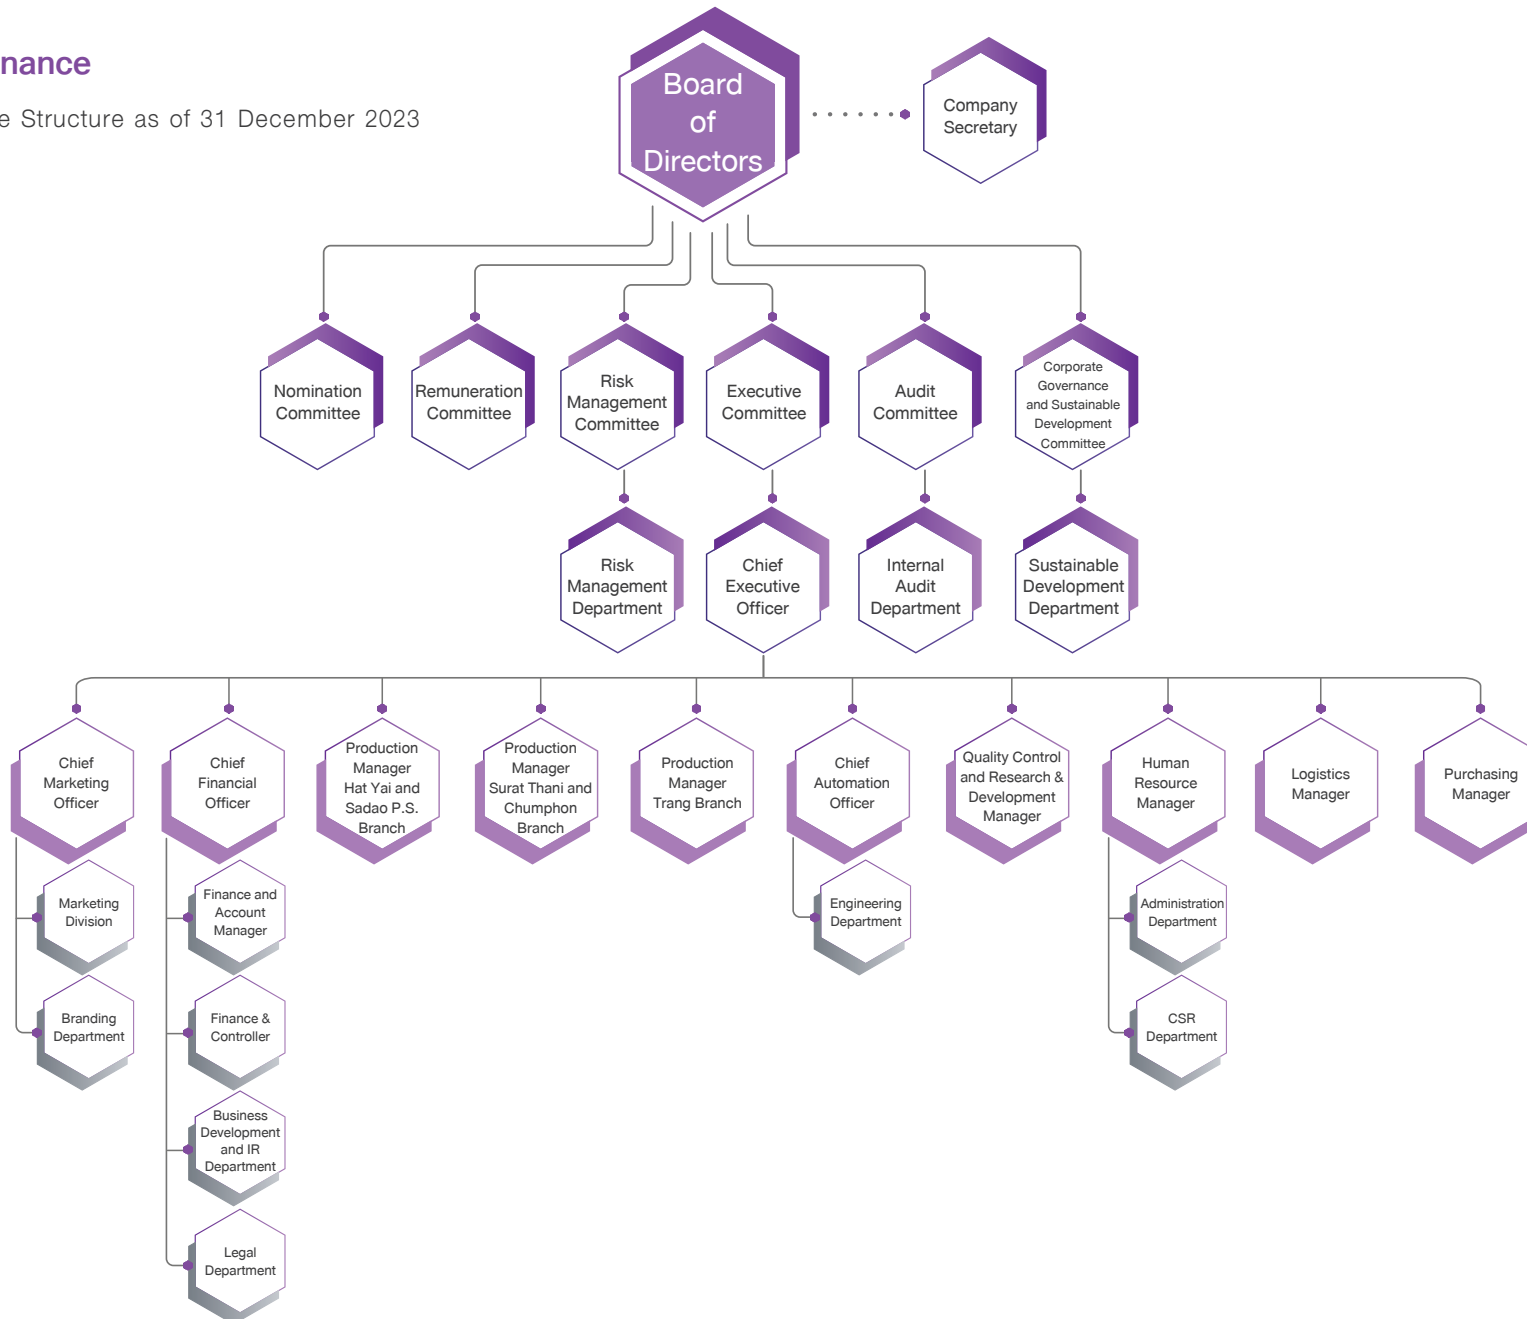 nance
e Structure as of 31 December 2023
Board
of
Directors
Company
Secretary
Nomination
Committee
Remuneration
Committee
Risk
Management
Committee
Executive
Committee
Audit
Committee
Corporate
Governance
and Sustainable
Development
Committee
Risk
Management
Department
Chief
Executive
Officer
Internal
Audit
Department
Sustainable
Development
Department
Chief
Marketing
Officer
Chief
Financial
Officer
Production
Manager
Hat Yai and
Sadao P.S.
Branch
Production
Manager
Surat Thani and
Chumphon
Branch
Production
Manager
Trang Branch
Chief
Automation
Officer
Quality Control
and Research &
Development
Manager
Human
Resource
Manager
Logistics
Manager
Purchasing
Manager
Marketing
Division
Finance and
Account
Manager
Engineering
Department
Administration
Department
Branding
Department
Finance &
Controller
CSR
Department
Business
Development
and IR
Department
Legal
Department